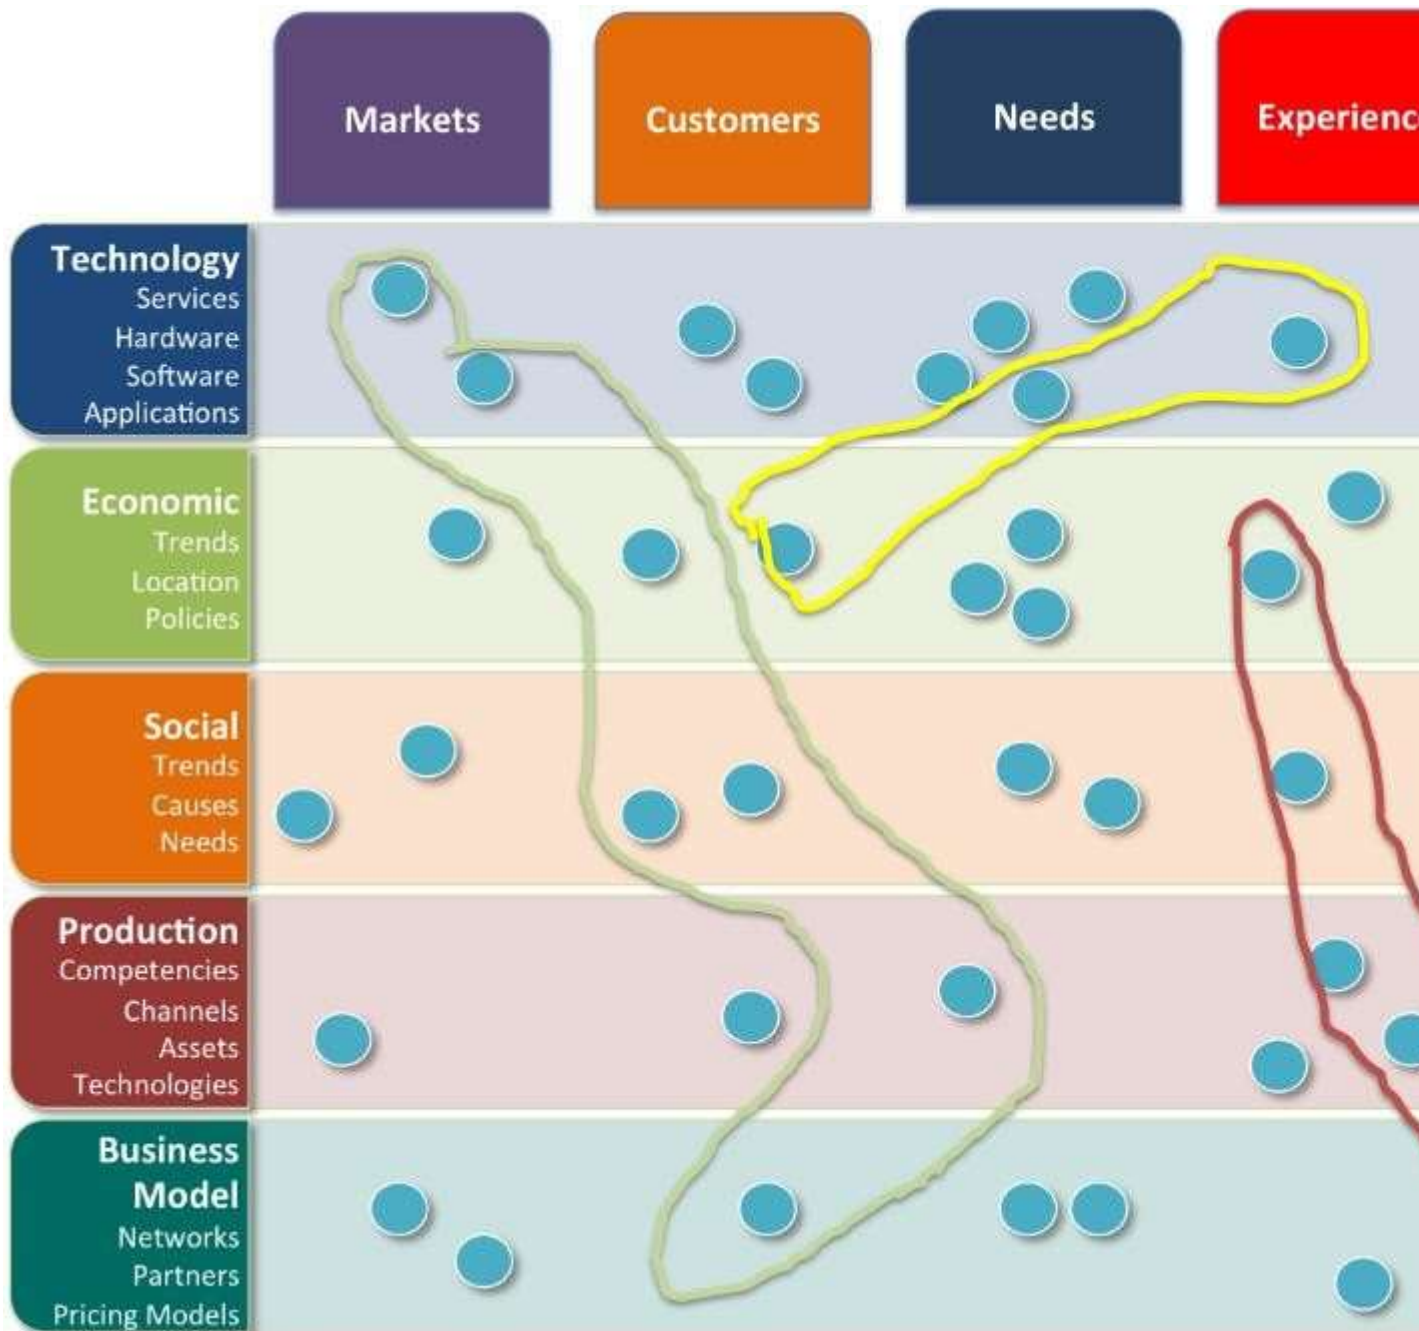 Markets
Customers
Needs
Experienc
Technology
Services
Hardware
Software
Applications
Economic
Trends
Location
Policies
Social
Trends
Causes
Needs
Production
Competencies
Channels
Assets
Technologies
Business
Model
Networks
Partners
Pricing Models